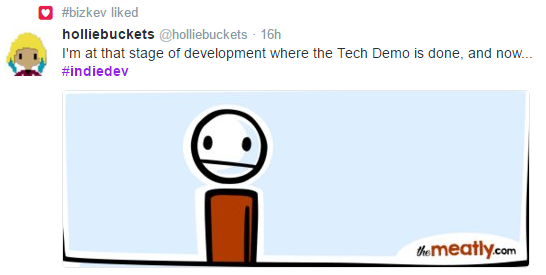 #bizkev liked
holliebuckets @holliebuckets · 16h
I'm at that stage of development where the Tech Demo is done, and now...
#indiedev
themeatly.com